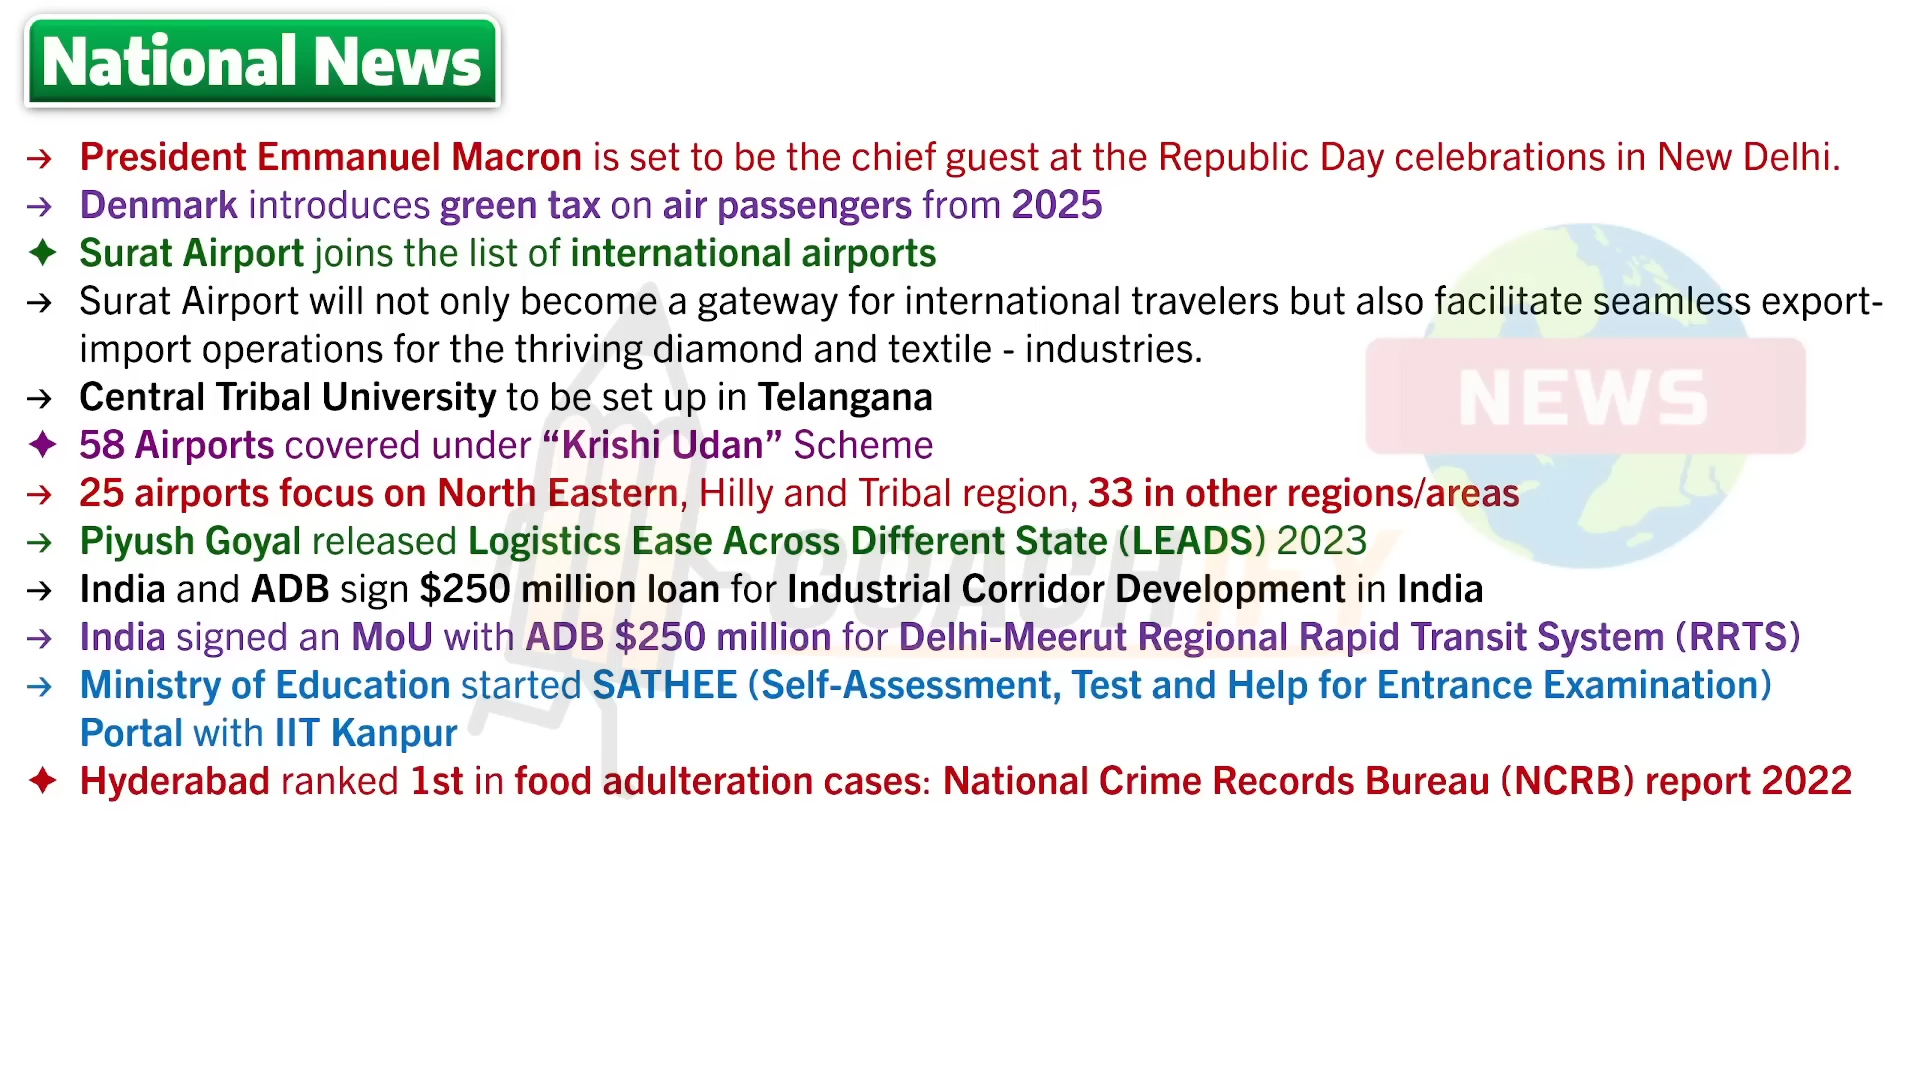 National News
→ President Emmanuel Macron is set to be the chief guest at the Republic Day celebrations in New Delhi.
→ Denmark introduces green tax on air passengers from 2025
✦ Surat Airport joins the list of international airports
→ Surat Airport will not only become a gateway for international travelers but also facilitate seamless export-
import operations for the thriving diamond and textile - industries.
NEWS
→ Central Tribal University to be set up in Telangana
✦ 58 Airports covered under “Krishi Udan” Scheme
→ 25 airports focus on North Eastern, Hilly and Tribal region, 33 in other regions/areas
→ Piyush Goyal released Logistics Ease Across Different State (LEADS) 2023
COACHIFY
→ India and ADB sign $250 million loan for Industrial Corridor Development in India
→ India signed an MoU with ADB $250 million for Delhi-Meerut Regional Rapid Transit System (RRTS)
→ Ministry of Education started SATHEE (Self-Assessment, Test and Help for Entrance Examination)
Portal with IIT Kanpur
✦ Hyderabad ranked 1st in food adulteration cases: National Crime Records Bureau (NCRB) report 2022